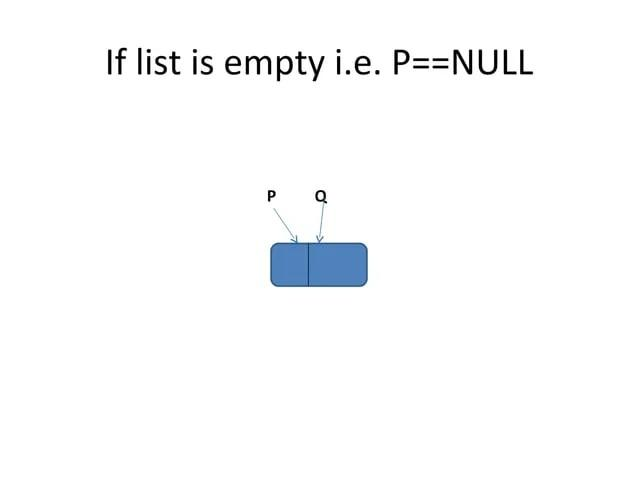 If list is empty i.e. P==NULL
P Q